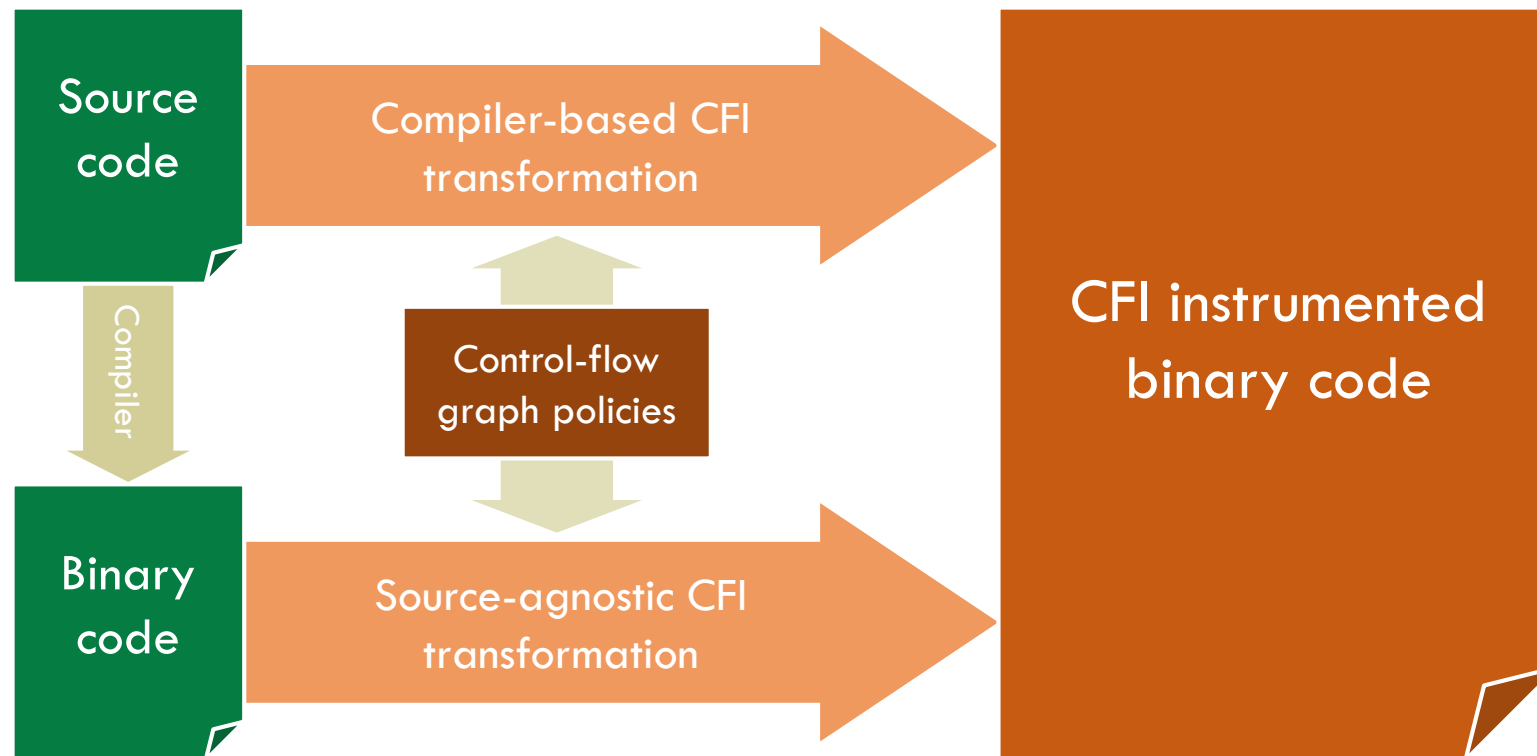 Source
code
Compiler-based CFI
transformation
Compiler
Control-flow
graph policies
CFI instrumented
binary code
Binary
code
Source-agnostic CFI
transformation